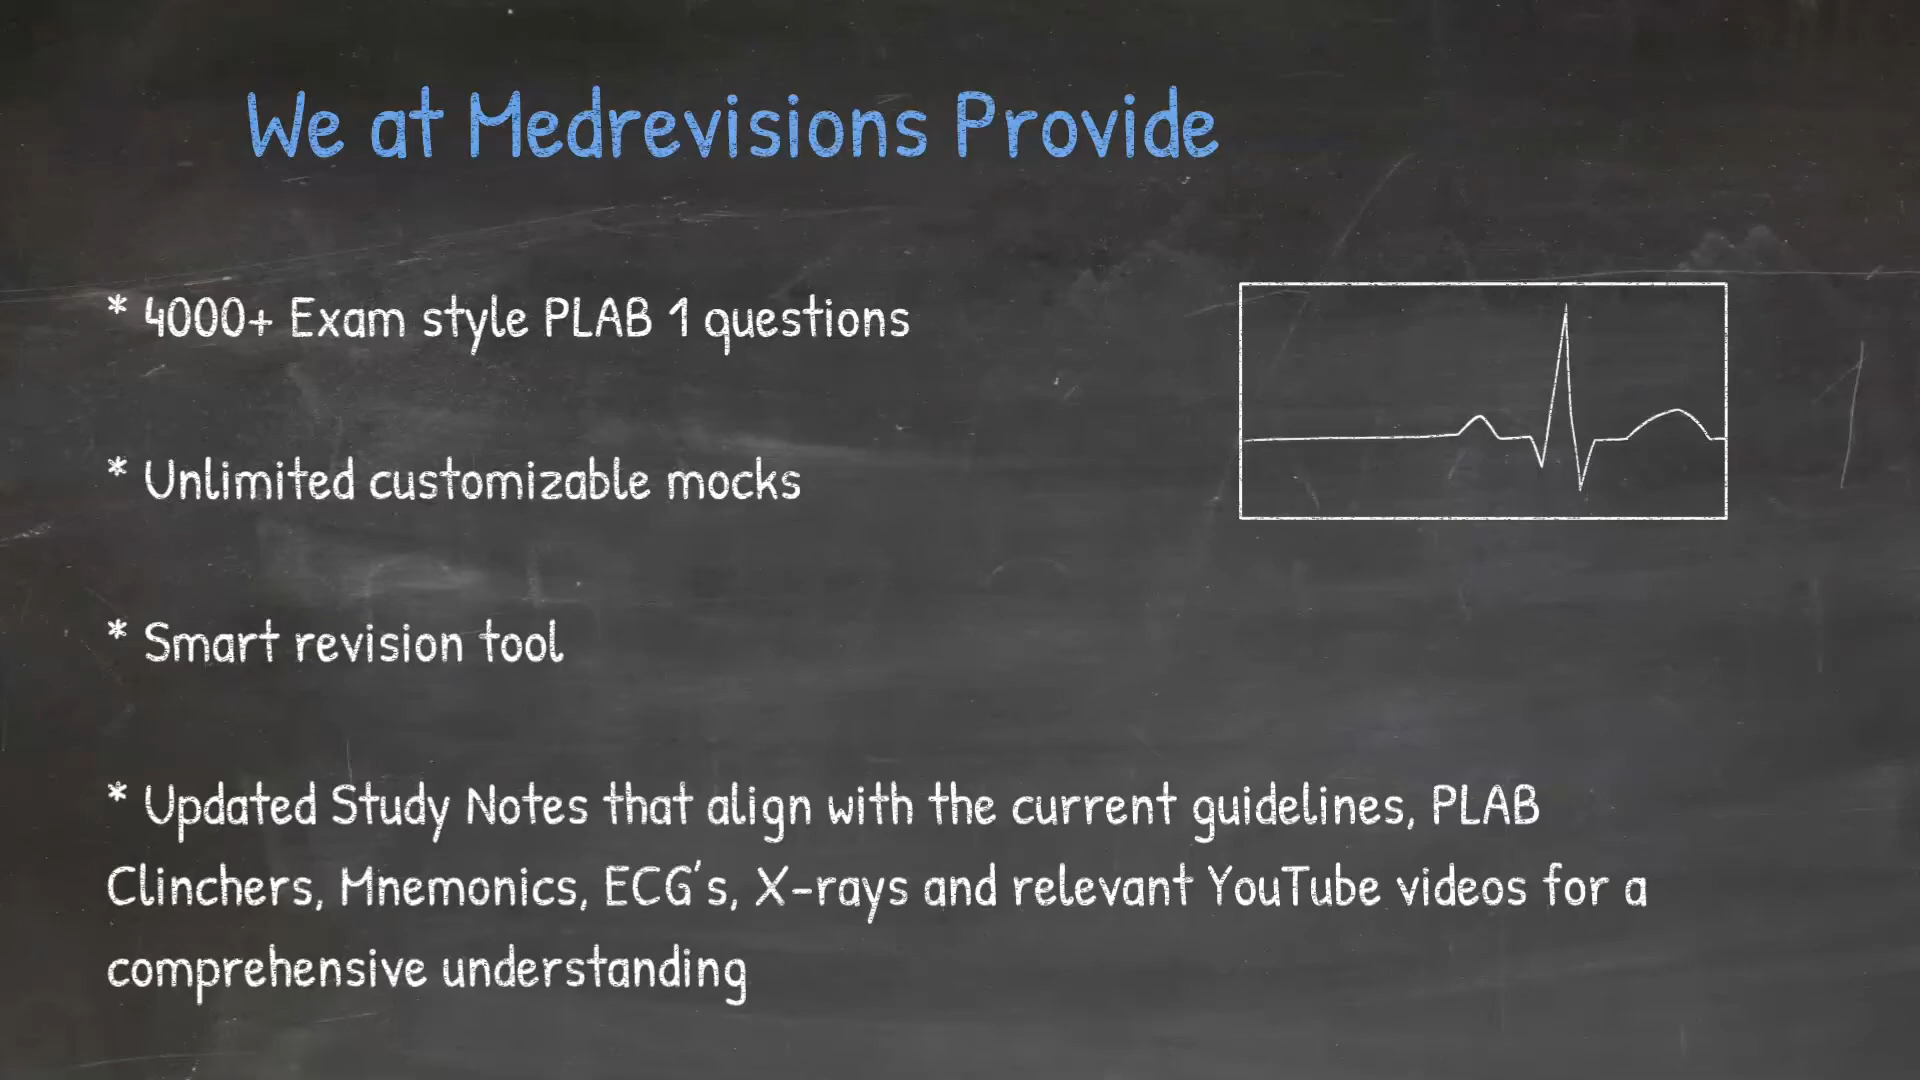 We at Medrevisions Provide
* 4000+ Exam style PLAB 1 questions
* Unlimited customizable mocks
* Smart revision tool
* Updated Study Notes that align with the current guidelines, PLAB
Clinchers, Mnemonics, ECG's, X-rays and relevant YouTube videos for a
comprehensive understanding